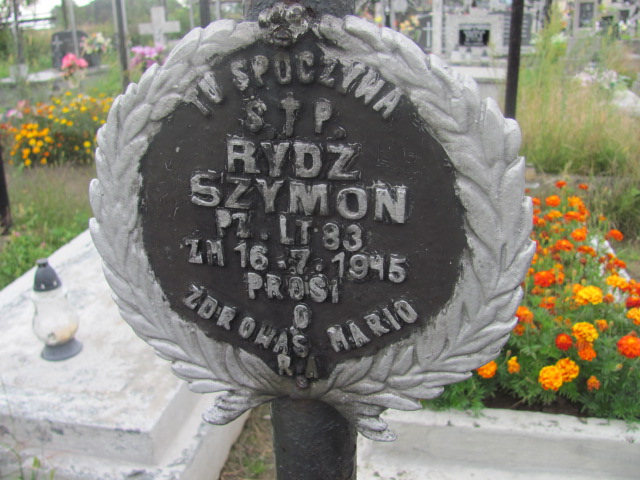 TU SPOCZYWA
Ś. † P.
RYDZ
SZYMON
PŻ. LT 83
ZM 16.7.1945
PROSI
O
ZDROWAŚ MARIO